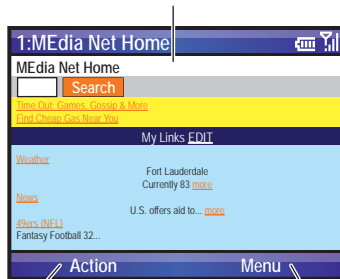 1:MEdia Net Home
MEdia Net Home
Search
Time Out: Games, Gossip & More
Find Cheap Gas Near You
My Links EDIT
Weather
Fort Lauderdale
Currently 83 more
News
U.S. offers aid to... more
49ers (NFL)
Fantasy Football 32...
Action Menu